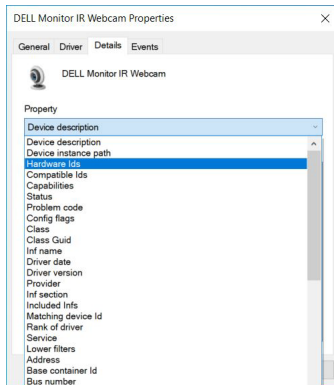 DELL Monitor IR Webcam Properties
General Driver Details Events
DELL Monitor IR Webcam
Property
Device description
Device description
Device instance path
Hardware Ids
Compatible Ids
Capabilities
Status
Problem code
Config flags
Class
Class Guid
Inf name
Driver date
Driver version
Provider
Inf section
Included Infs
Matching device Id
Rank of driver
Service
Lower filters
Address
Base container Id
Bus number